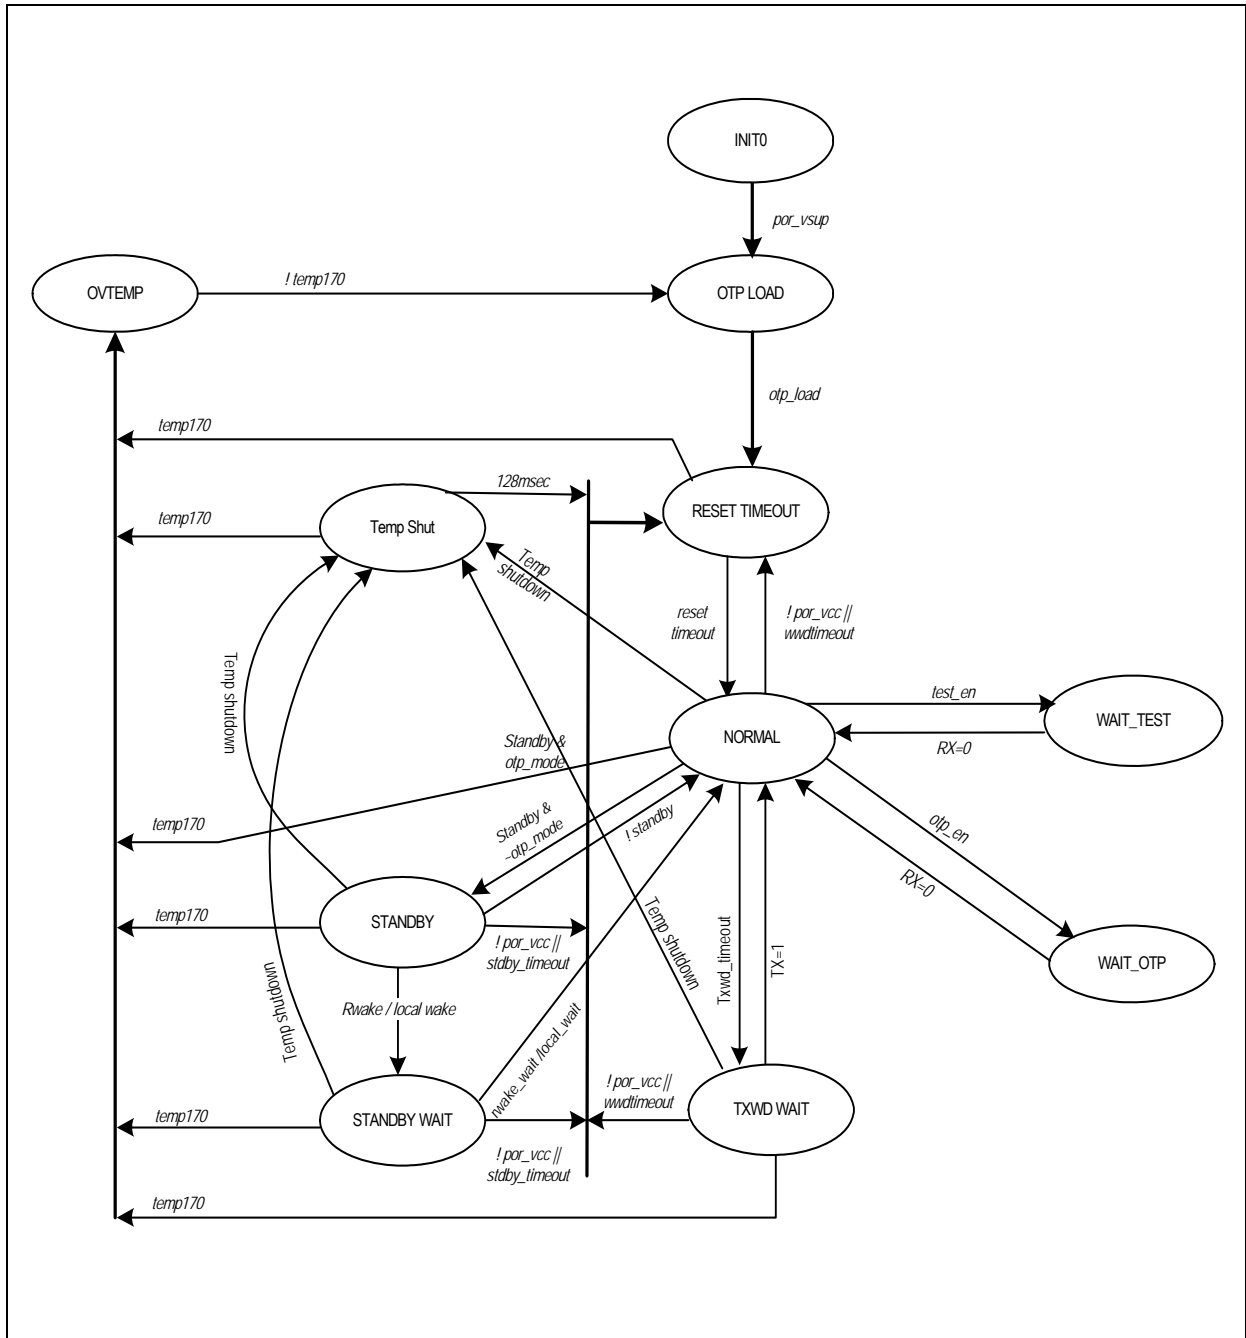 INIT0
por_vsup
OVTEMP
! temp170
OTP LOAD
otp_load
temp170
128msec
RESET TIMEOUT
temp170
Temp Shut
Temp
shutdown
reset
timeout
! por_vcc ||
wwdtimeout
Temp shutdown
test_en
WAIT_TEST
RX=0
NORMAL
Standby &
otp_mode
temp170
Standby &
~otp_mode
! standby
otp_en
RX=0
temp170
STANDBY
! por_vcc ||
stdby_timeout
Temp shutdown
Txwd_timeout
TX=1
WAIT_OTP
Rwake / local wake
Temp shutdown
rwake_wait /local_wait
! por_vcc ||
wwdtimeout
temp170
STANDBY WAIT
TXWD WAIT
! por_vcc ||
stdby_timeout
temp170